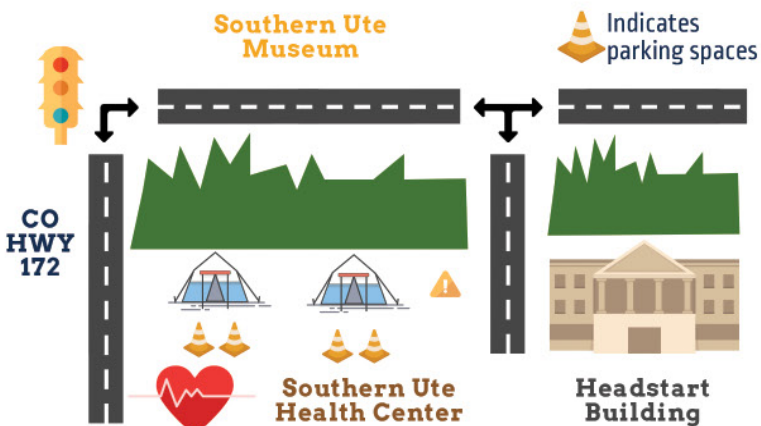 Southern Ute
Museum
Indicates
parking spaces
CO
HWY
172
Southern Ute
Health Center
Headstart
Building